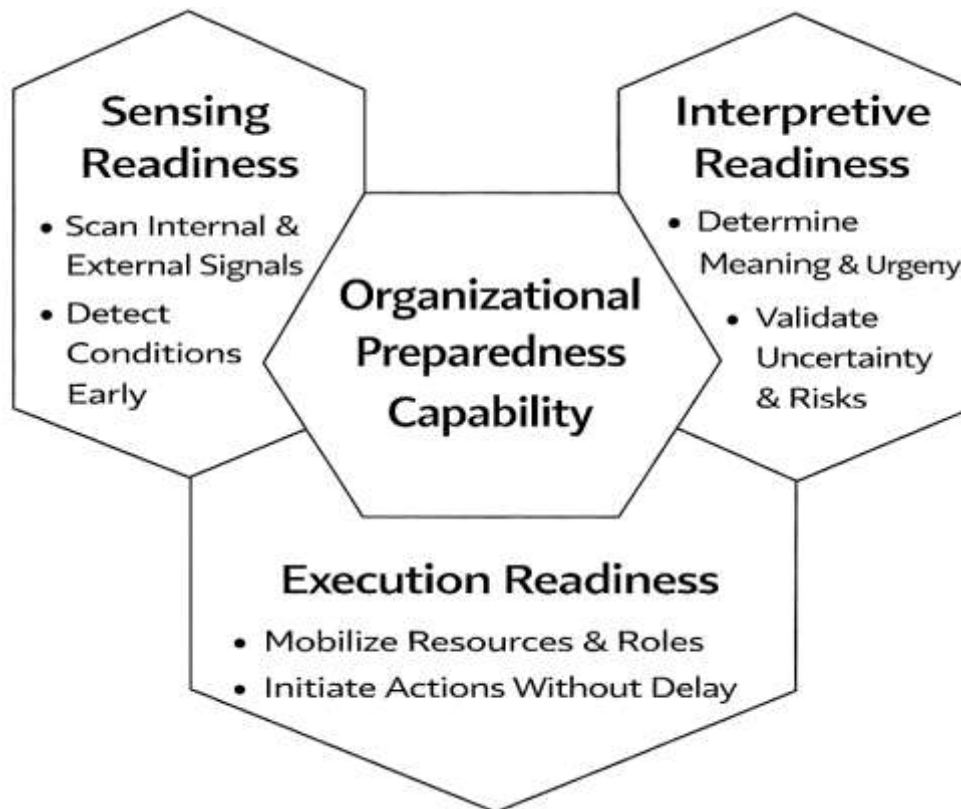 Sensing
Readiness
• Scan Internal &
External Signals
• Detect
Conditions
Early
Interpretive
Readiness
• Determine
Meaning & Urgeny
• Validate
Uncertainty
& Risks
Organizational
Preparedness
Capability
Execution Readiness
• Mobilize Resources & Roles
• Initiate Actions Without Delay